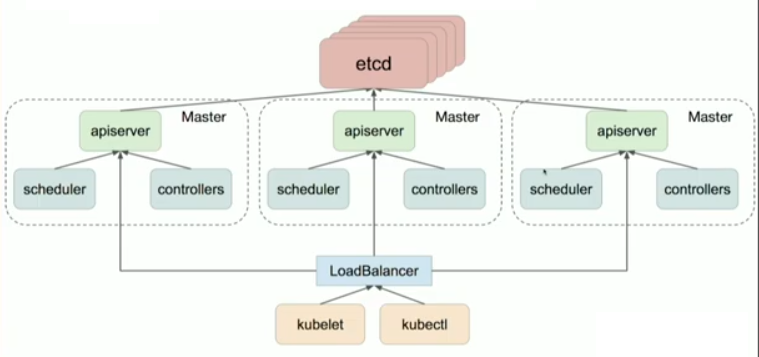 etcd
Master
Master
Master
apiserver
apiserver
apiserver
scheduler
controllers
scheduler
controllers
scheduler
controllers
LoadBalancer
kubelet
kubectl